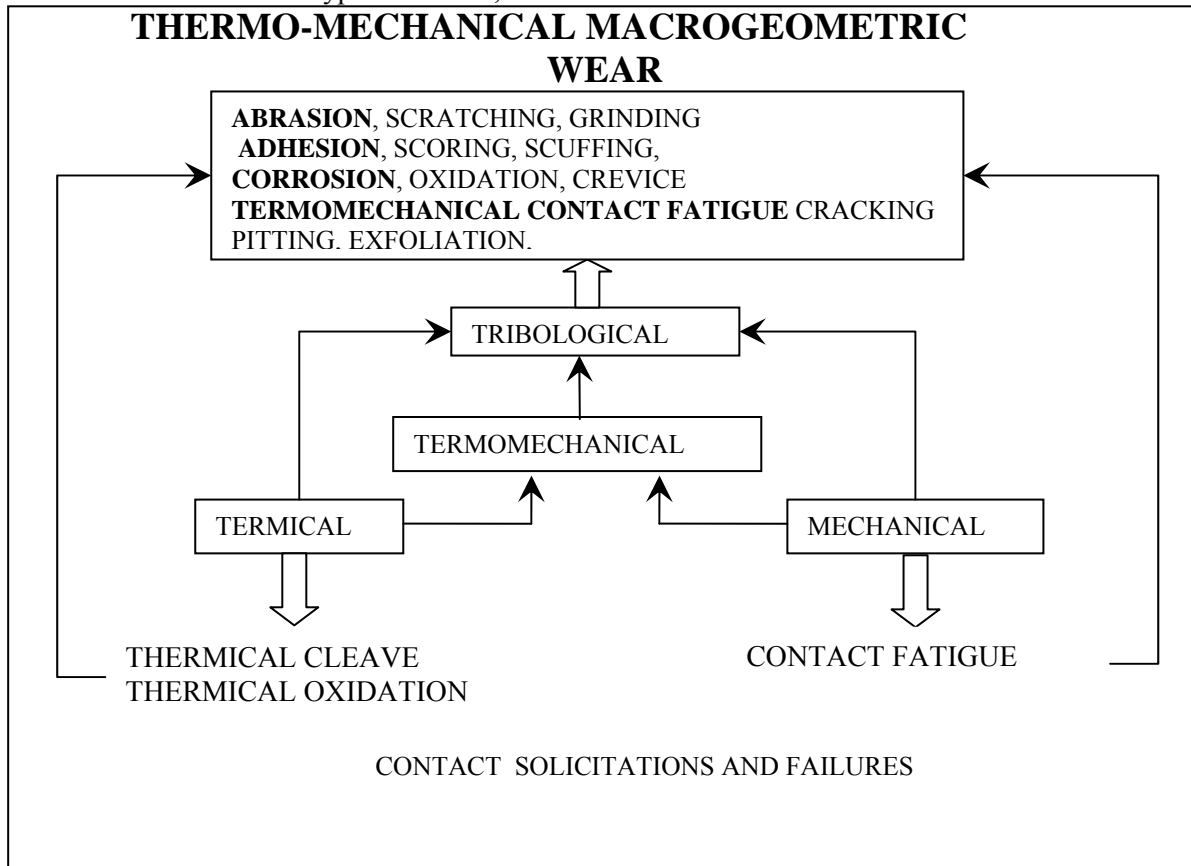 THERMO-MECHANICAL MACROGEOMETRIC
WEAR
ABRASION, SCRATCHING, GRINDING
ADHESION, SCORING, SCUFFING,
CORROSION, OXIDATION, CREVICE
TERMOMECHANICAL CONTACT FATIGUE CRACKING
PITTING. EXFOLIATION.
TRIBOLOGICAL
TERMOMECHANICAL
TERMICAL
MECHANICAL
THERMICAL CLEAVE
THERMICAL OXIDATION
CONTACT FATIGUE
CONTACT SOLICITATIONS AND FAILURES